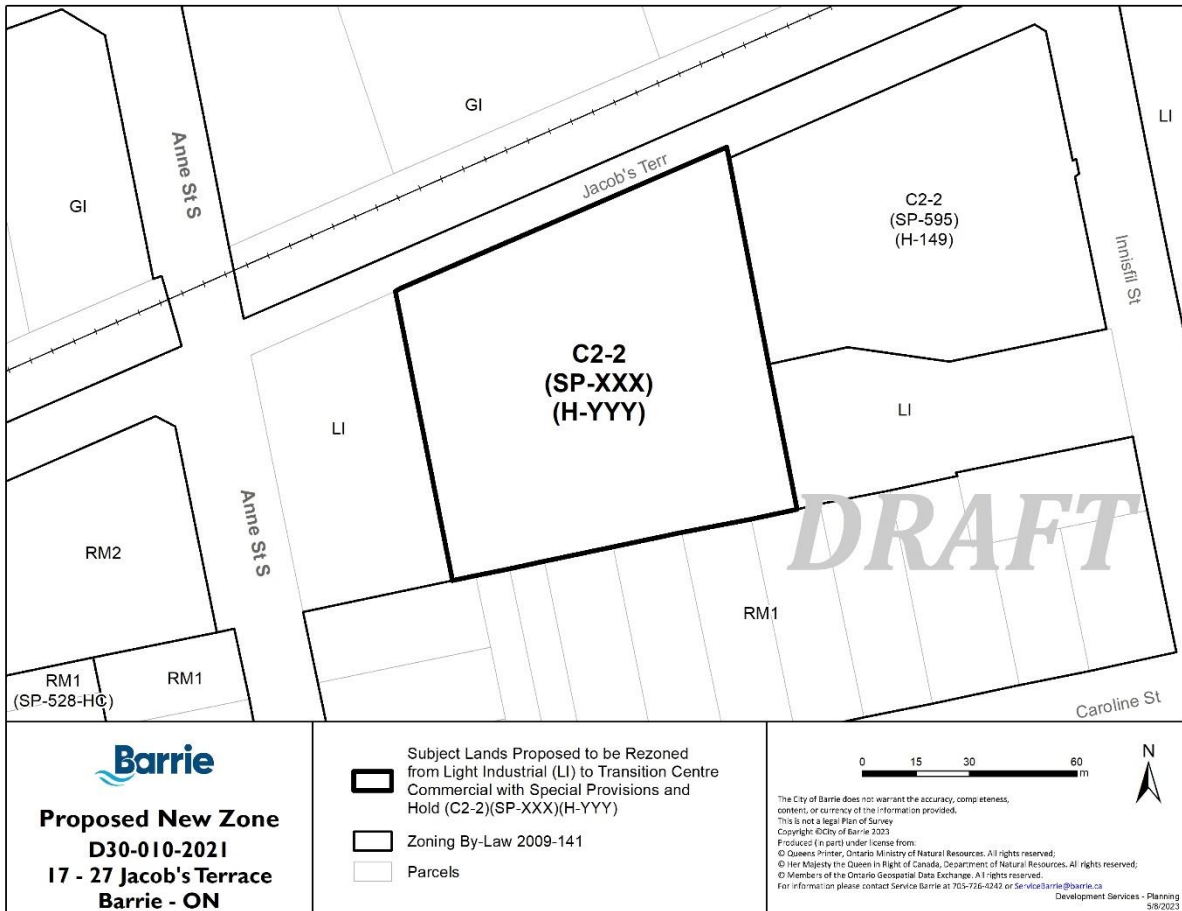 GI
LI
Anne St S
GI
Jacob's Terr
C2-2
(SP-595)
(H-149)
Innisfil St
C2-2
(SP-XXX)
(H-YYY)
LI
LI
DRAFT
Anne St S
RM2
RM1
RM1
(SP-528-HC)
RM1
Caroline St
Barrie
Proposed New Zone
D30-010-2021
17 - 27 Jacob's Terrace
Barrie - ON
Subject Lands Proposed to be Rezoned
from Light Industrial (LI) to Transition Centre
Commercial with Special Provisions and
Hold (C2-2)(SP-XXX)(H-YYY)
Zoning By-Law 2009-141
Parcels
0 15 30 60
m
N
The City of Barrie does not warrant the accuracy, completeness,
content, or currency of the information provided.
This is not a legal Plan of Survey
Copyright ©City of Barrie 2023
Produced (in part) under license from:
© Queens Printer, Ontario Ministry of Natural Resources. All rights reserved;
© Her Majesty the Queen in Right of Canada, Department of Natural Resources. All rights reserved;
© Members of the Ontario Geospatial Data Exchange. All rights reserved.
For information please contact Service Barrie at 705-726-4242 or ServiceBarrie@barrie.ca
Development Services - Planning
5/8/2023